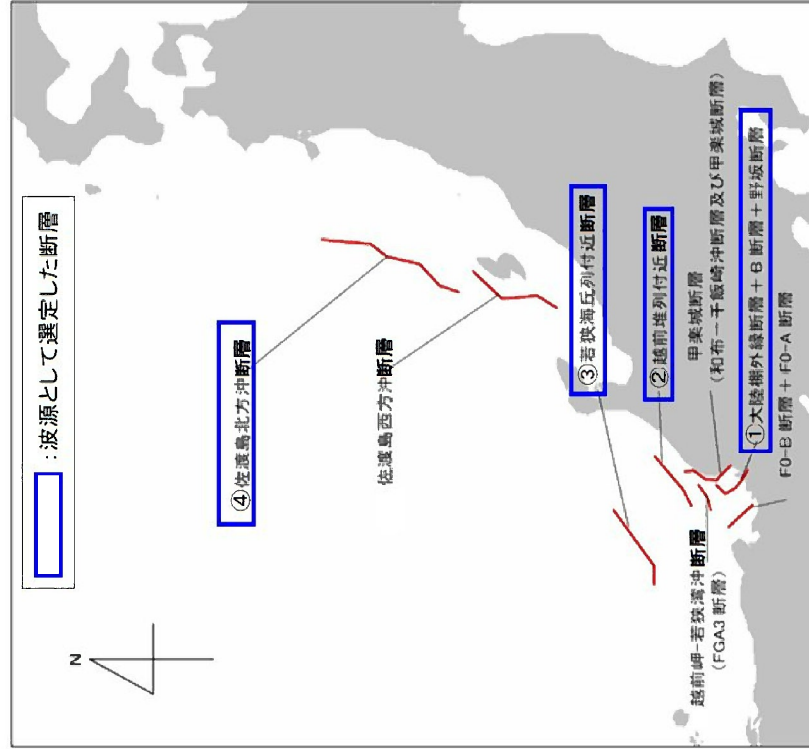 ：波源として選定した断層
N
④佐渡島北方沖断層
佐渡島西方沖断層
③若狭海丘列付近断層
②越前堆列付近断層
甲楽城断層
（和布－干飯崎沖断層及び甲楽城断層）
①大陸棚外縁断層＋B断層＋野坂断層
FO-B断層＋FO-A断層
越前岬－若狭湾沖断層
（FGA3断層）